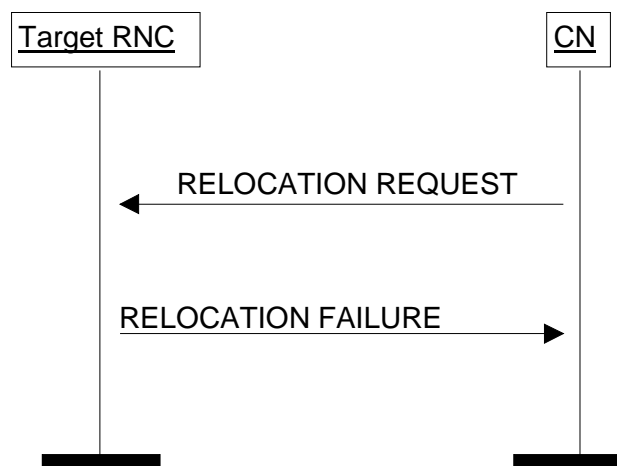 Target RNC
CN
RELOCATION REQUEST
RELOCATION FAILURE